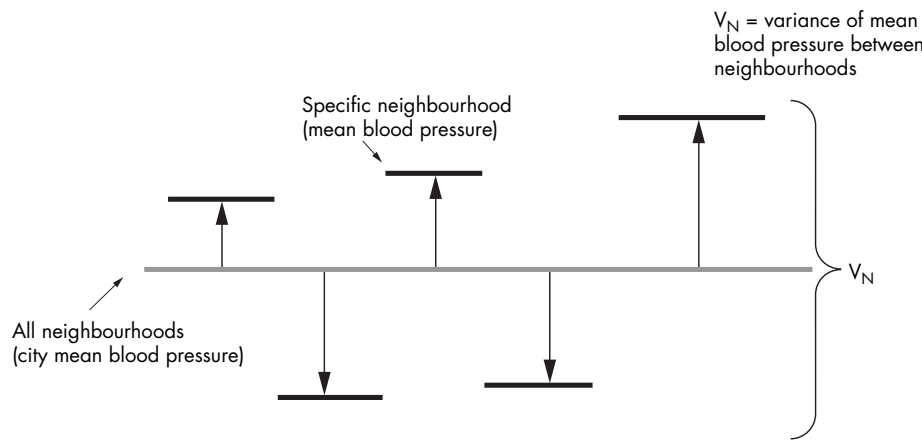 V_N = variance of mean
blood pressure between
neighbourhoods
Specific neighbourhood
(mean blood pressure)
V_N
All neighbourhoods
(city mean blood pressure)